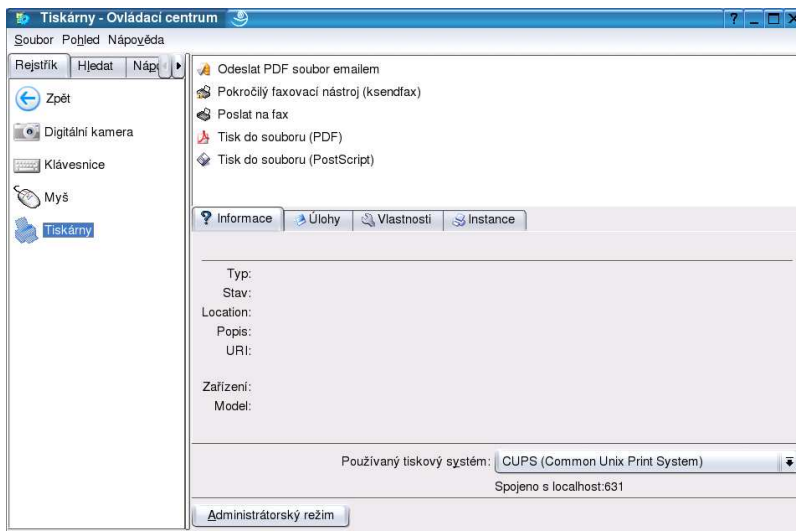 Tiskárny - Ovládací centrum
Soubor Pohled Nápověda
Rejstřík Hledat
Zpět
Digitální kamera
Klávesnice
Myš
Tiskárny
Odeslat PDF soubor emailem
Pokročilý faxovací nástroj (ksendfax)
Poslat na fax
Tisk do souboru (PDF)
Tisk do souboru (PostScript)
Informace Úlohy Vlastnosti Instance
Typ:
Stav:
Location:
Popis:
URI:
Zařízení:
Model:
Používaný tiskový systém: CUPS (Common Unix Print System)
Spojeno s localhost:631
Administrátorský režim